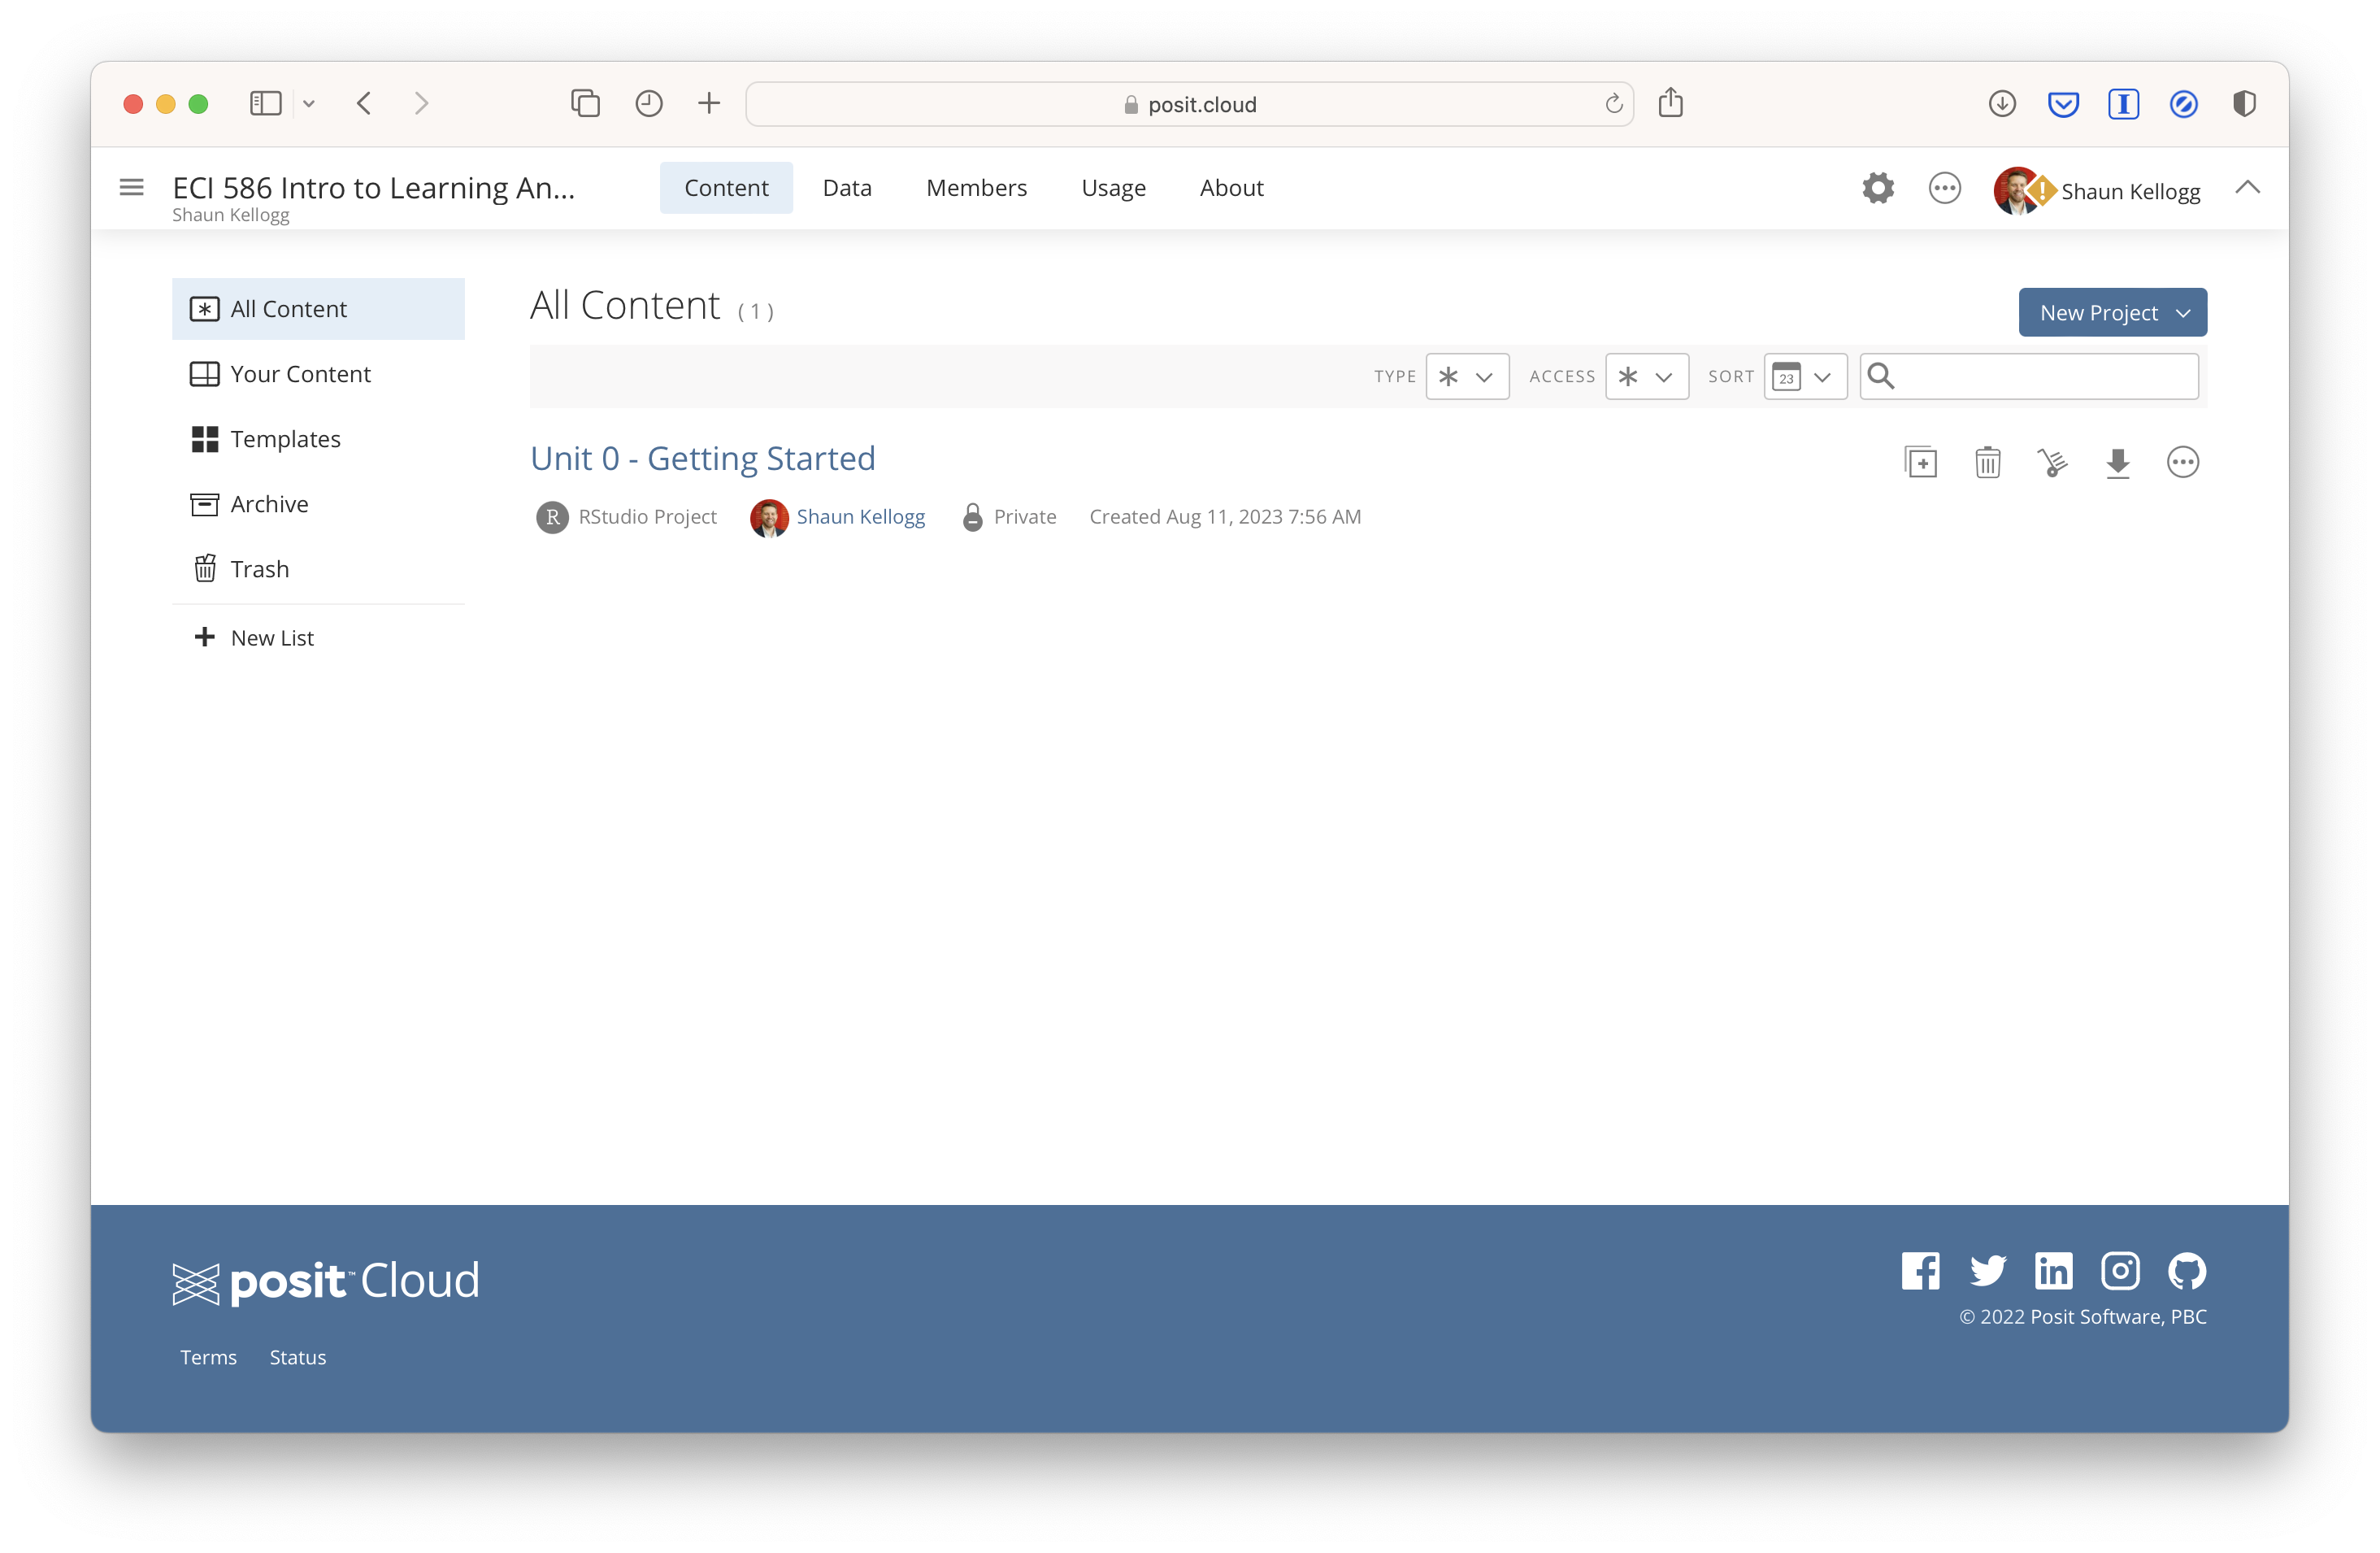 posit.cloud
ECI 586 Intro to Learning An...
Shaun Kellogg
Content Data Members Usage About
Shaun Kellogg
All Content
Your Content
Templates
Archive
Trash
New List
All Content ( 1 )
New Project
TYPE ACCESS SORT 23
Unit 0 - Getting Started
R RStudio Project Shaun Kellogg Private Created Aug 11, 2023 7:56 AM
posit™ Cloud
Terms Status
© 2022 Posit Software, PBC